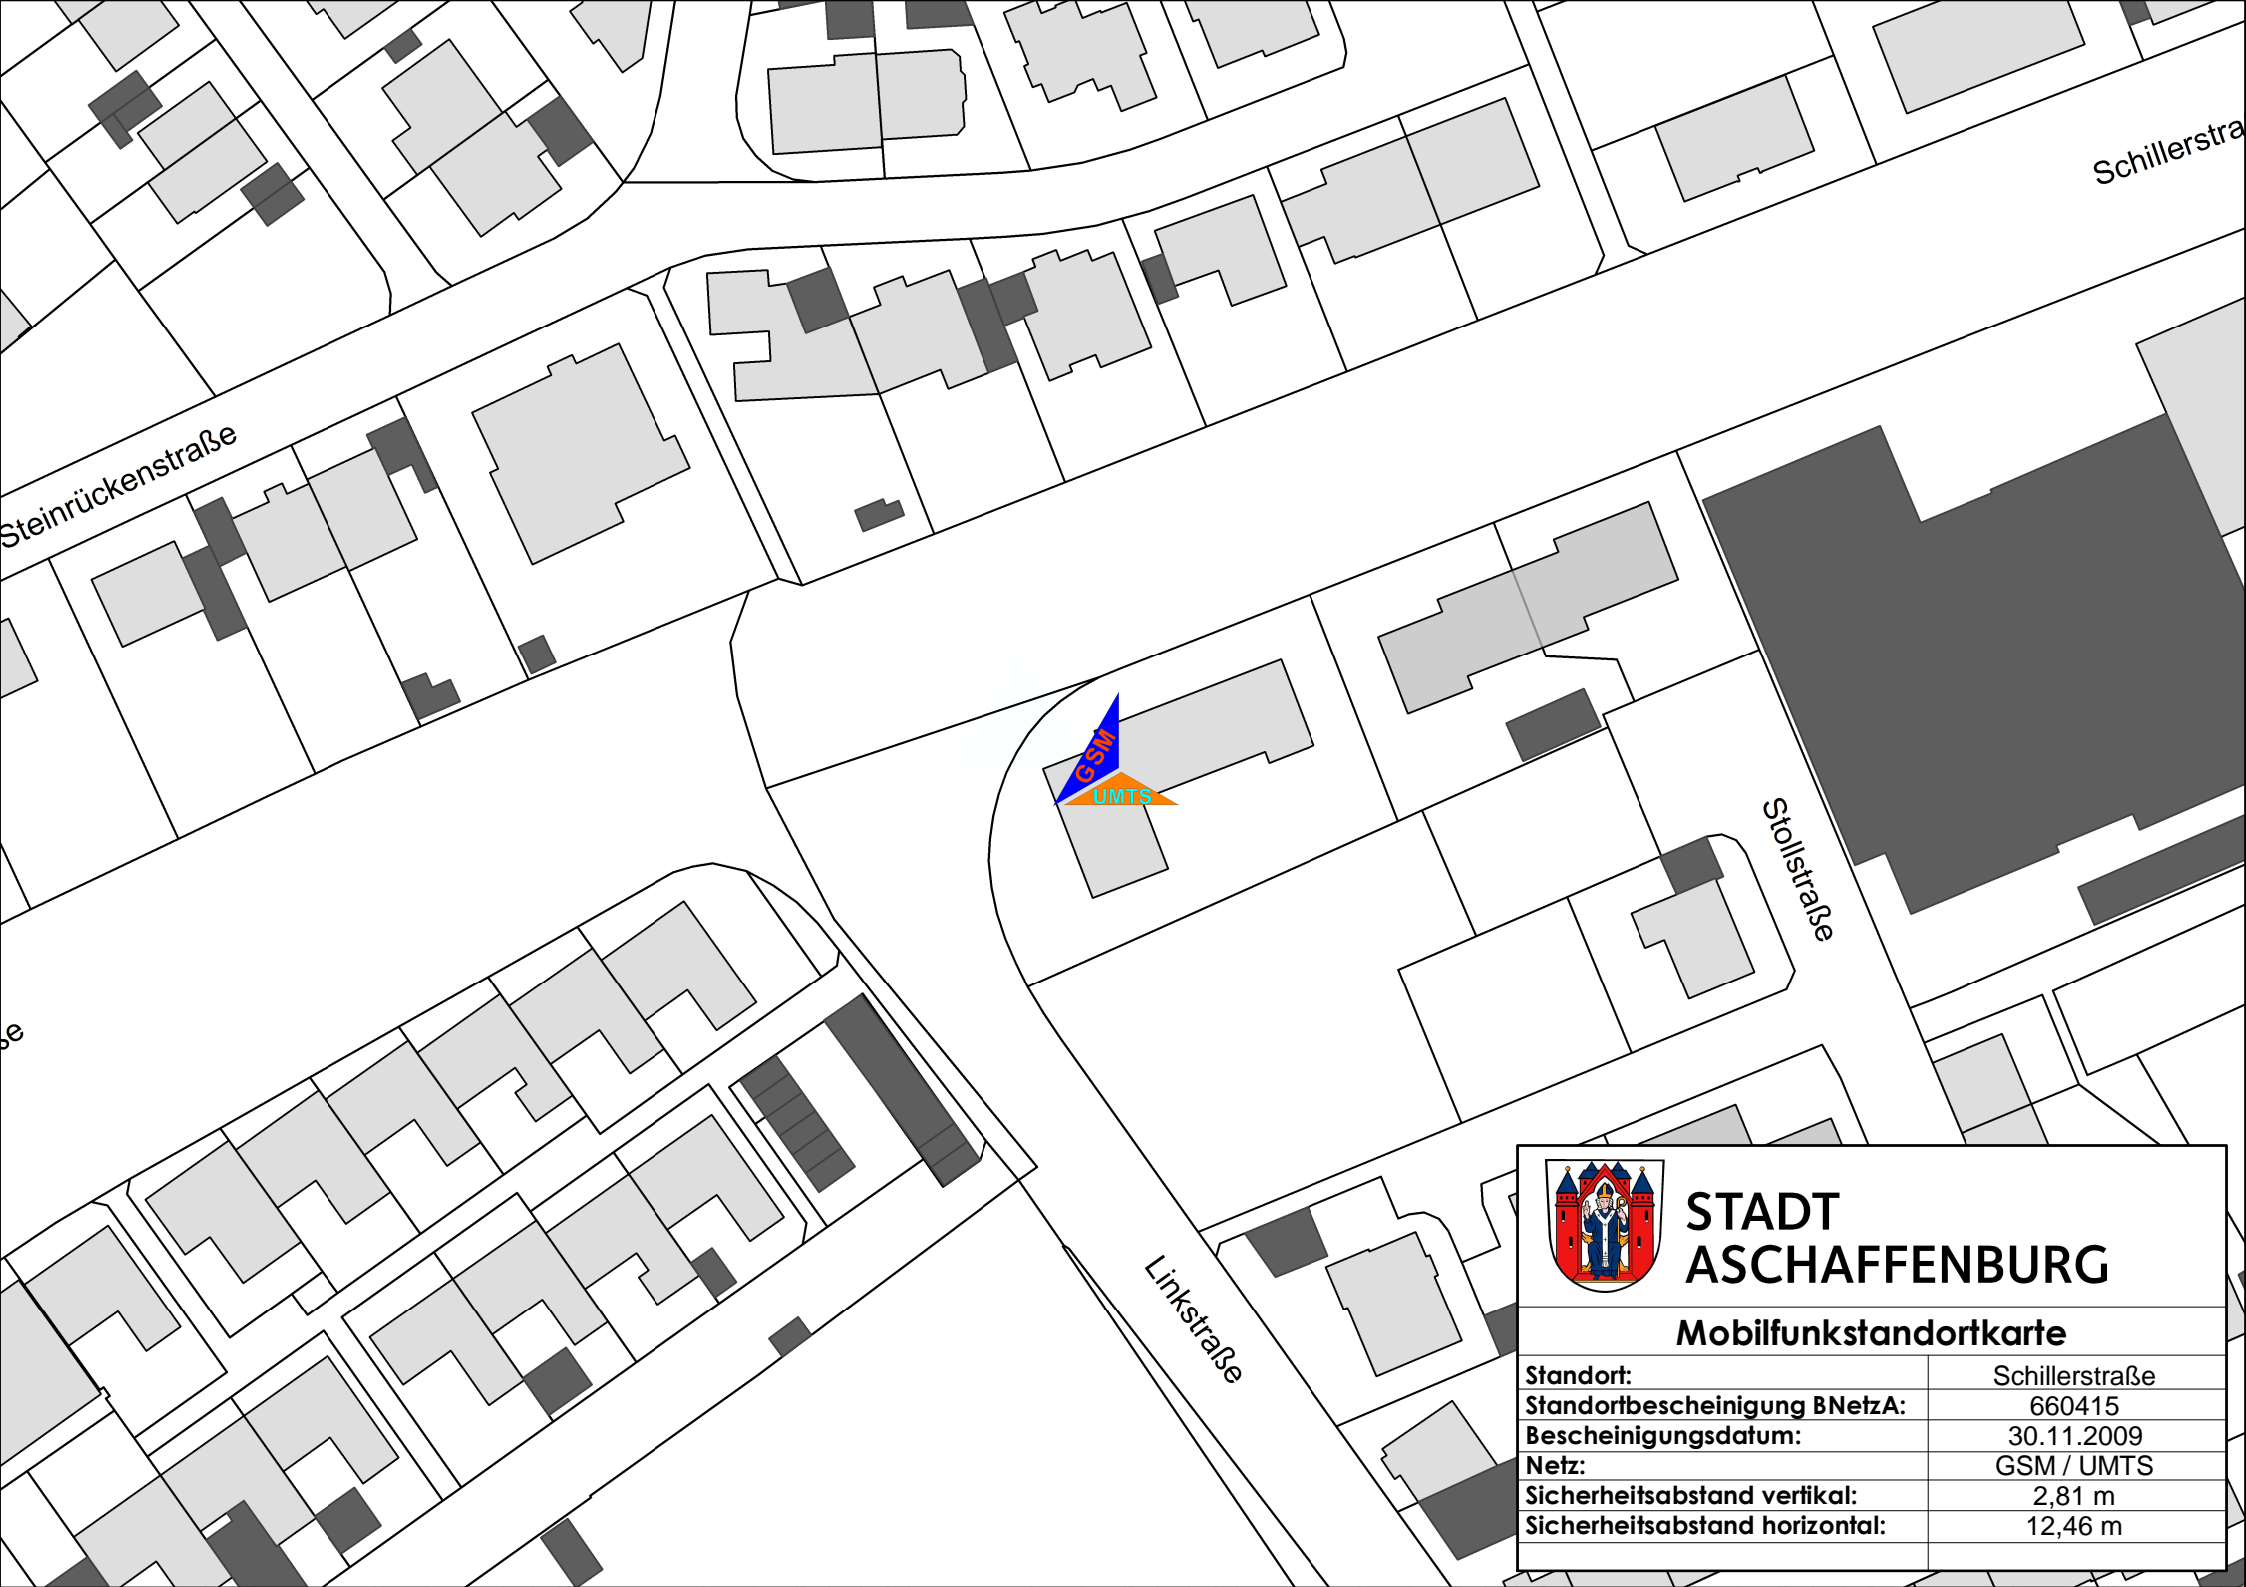 Schillerstra
Steinrückenstraße
GSM
UMTS
Stollstraße
ße
Linkstraße
STADT
ASCHAFFENBURG
Mobilfunkstandortkarte
Standort: Schillerstraße
Standortbescheinigung BNetzA: 660415
Bescheinigungsdatum: 30.11.2009
Netz: GSM / UMTS
Sicherheitsabstand vertikal: 2,81 m
Sicherheitsabstand horizontal: 12,46 m